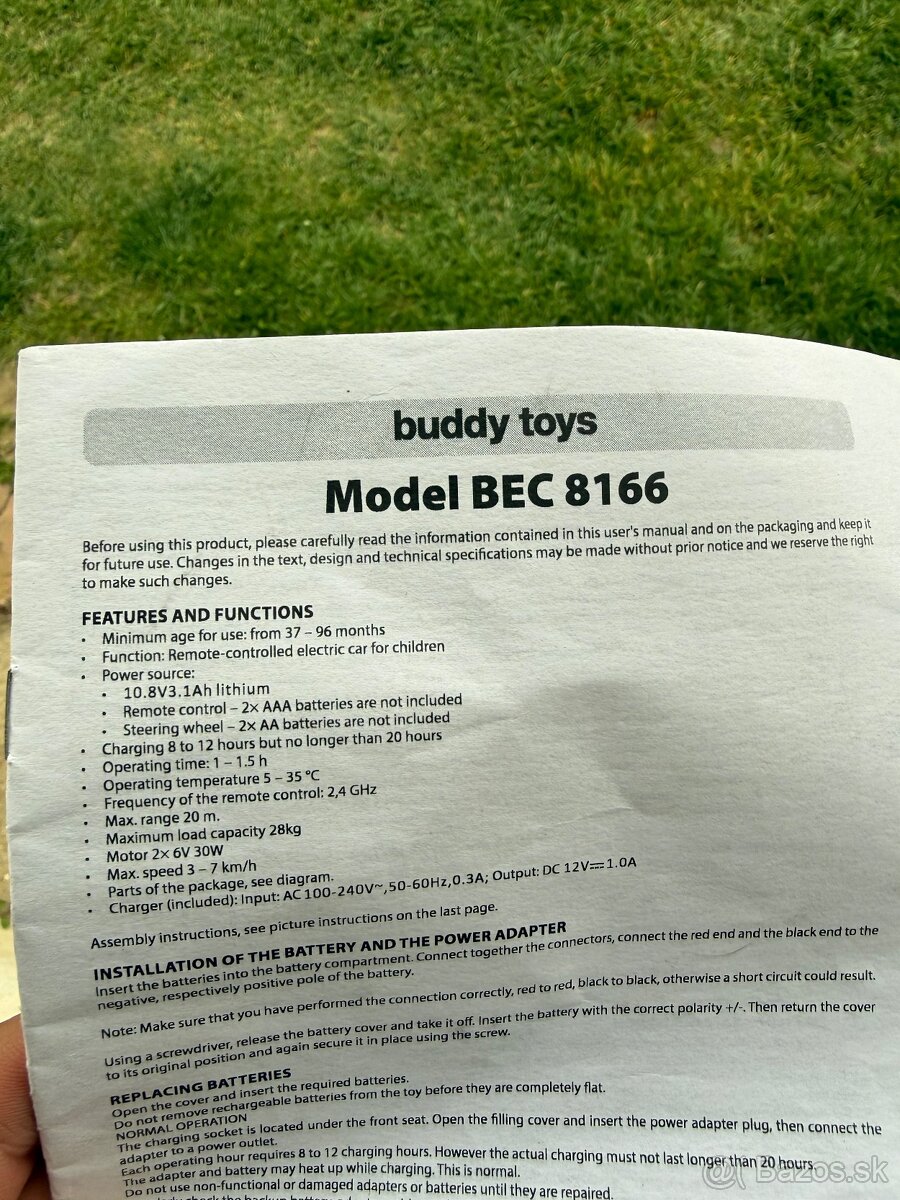 buddy toys
Model BEC 8166
Before using this product, please carefully read the information contained in this user's manual and on the packaging and keep it
for future use. Changes in the text, design and technical specifications may be made without prior notice and we reserve the right
to make such changes.
FEATURES AND FUNCTIONS
• Minimum age for use: from 37 – 96 months
• Function: Remote-controlled electric car for children
• Power source:
• 10.8V3.1Ah lithium
• Remote control – 2× AAA batteries are not included
• Steering wheel – 2× AA batteries are not included
• Charging 8 to 12 hours but no longer than 20 hours
• Operating time: 1 – 1.5 h
• Operating temperature 5 – 35 °C
• Frequency of the remote control: 2,4 GHz
• Max. range 20 m.
• Maximum load capacity 28kg
• Motor 2× 6V 30W
• Max. speed 3 – 7 km/h
• Parts of the package, see diagram.
• Charger (included): Input: AC 100-240V~,50-60Hz,0.3A; Output: DC 12V⎓1.0A
Assembly instructions, see picture instructions on the last page.
INSTALLATION OF THE BATTERY AND THE POWER ADAPTER
Insert the batteries into the battery compartment. Connect together the connectors, connect the red end and the black end to the
negative, respectively positive pole of the battery.
Note: Make sure that you have performed the connection correctly, red to red, black to black, otherwise a short circuit could result.
Using a screwdriver, release the battery cover and take it off. Insert the battery with the correct polarity +/-. Then return the cover
to its original position and again secure it in place using the screw.
REPLACING BATTERIES
Open the cover and insert the required batteries.
Do not remove rechargeable batteries from the toy before they are completely flat.
NORMAL OPERATION
The charging socket is located under the front seat. Open the filling cover and insert the power adapter plug, then connect the
adapter to a power outlet.
Each operating hour requires 8 to 12 charging hours. However the actual charging must not last longer than 20 hours.
The adapter and battery may heat up while charging. This is normal.
Do not use non-functional or damaged adapters or batteries until they are repaired.
Bazos.sk